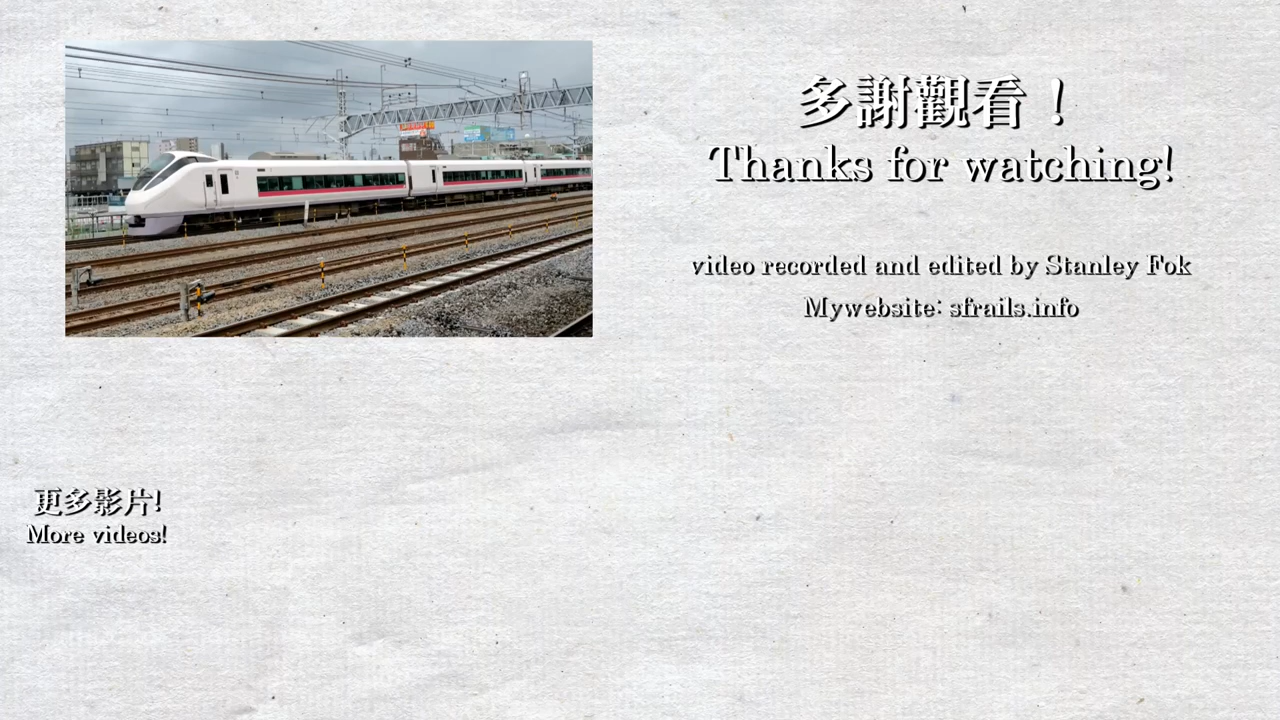 多謝觀看！
Thanks for watching!
video recorded and edited by Stanley Fok
Mywebsite: sfrails.info
更多影片!
More videos!